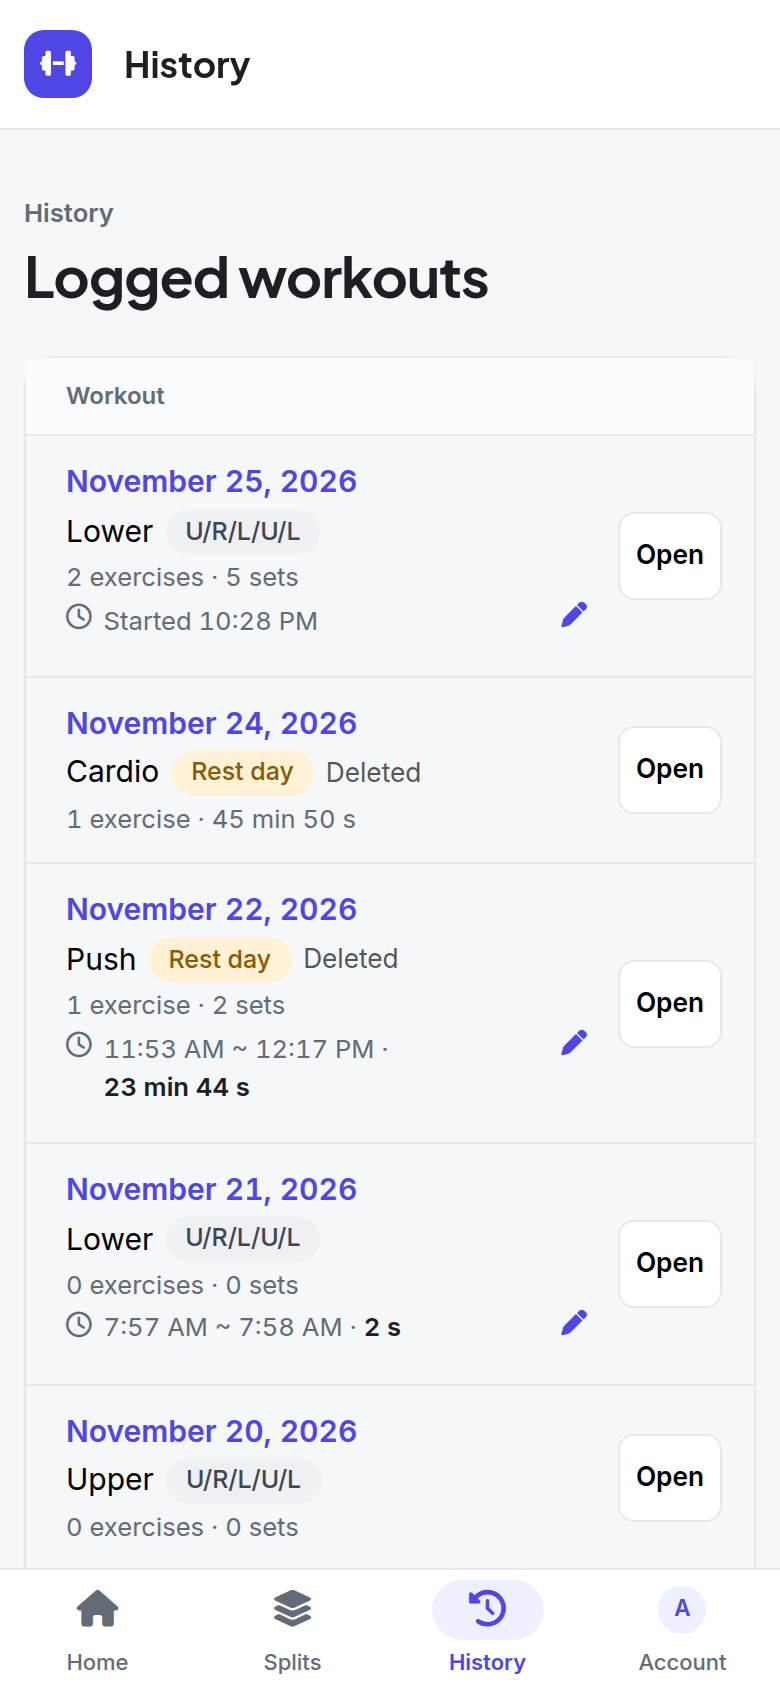 History
History
Logged workouts
Workout
November 25, 2026
Lower U/R/L/U/L
2 exercises · 5 sets
Started 10:28 PM
Open
November 24, 2026
Cardio Rest day Deleted
1 exercise · 45 min 50 s
Open
November 22, 2026
Push Rest day Deleted
1 exercise · 2 sets
11:53 AM ~ 12:17 PM ·
23 min 44 s
Open
November 21, 2026
Lower U/R/L/U/L
0 exercises · 0 sets
7:57 AM ~ 7:58 AM · 2 s
Open
November 20, 2026
Upper U/R/L/U/L
0 exercises · 0 sets
Open
A
Home Splits History Account